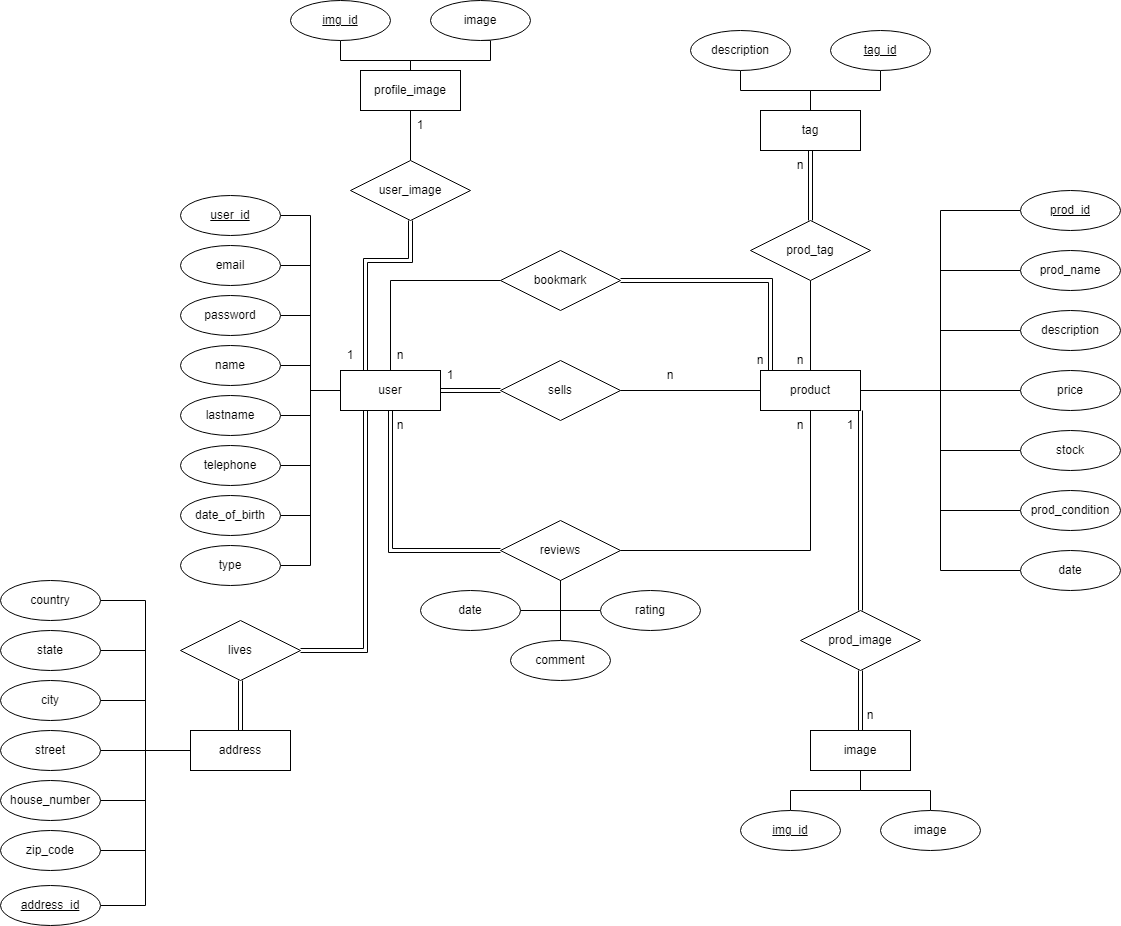 img_id
image
profile_image
1
user_image
description
tag_id
tag
n
prod_tag
user_id
email
password
name
lastname
telephone
date_of_birth
type
bookmark
1
n
n
n
user
1
sells
n
product
n
n
1
prod_id
prod_name
description
price
stock
prod_condition
date
reviews
date
rating
comment
country
state
city
street
house_number
zip_code
address_id
lives
address
prod_image
n
image
img_id
image